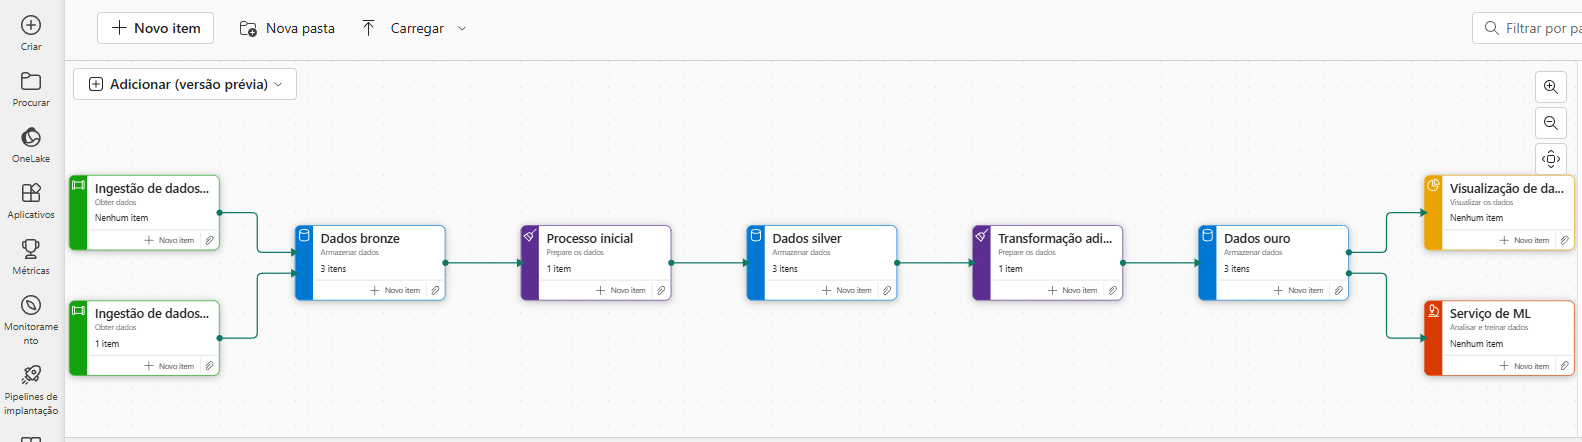 Criar
Procurar
OneLake
Aplicativos
Métricas
Monitorame
nto
Pipelines de
implantação
Novo item
Nova pasta
Carregar
Filtrar por pa
Adicionar (versão prévia)
Ingestão de dados...
Obter dados
Nenhum item
Novo item
Ingestão de dados...
Obter dados
1 item
Novo item
Dados bronze
Armazenar dados
3 itens
Novo item
Processo inicial
Prepare os dados
1 item
Novo item
Dados silver
Armazenar dados
3 itens
Novo item
Transformação adi...
Prepare os dados
1 item
Novo item
Dados ouro
Armazenar dados
3 itens
Novo item
Visualização de da...
Visualizar os dados
Nenhum item
Novo item
Serviço de ML
Analisar e treinar dados
Nenhum item
Novo item